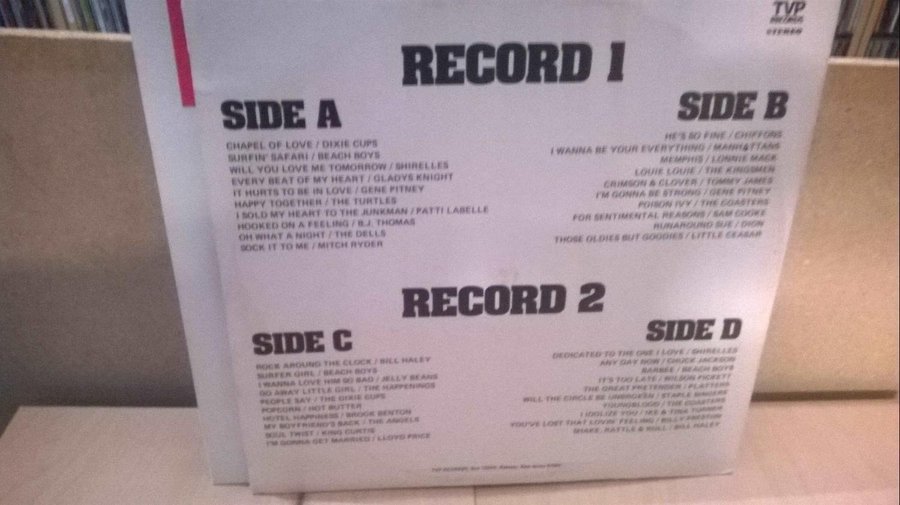 TVP
RECORDS
STEREO
RECORD 1
SIDE A
CHAPEL OF LOVE / DIXIE CUPS
SURFIN' SAFARI / BEACH BOYS
WILL YOU LOVE ME TOMORROW / SHIRELLES
EVERY BEAT OF MY HEART / GLADYS KNIGHT
IT HURTS TO BE IN LOVE / GENE PITNEY
HAPPY TOGETHER / THE TURTLES
I SOLD MY HEART TO THE JUNKMAN / PATTI LABELLE
HOOKED ON A FEELING / B.J. THOMAS
OH WHAT A NIGHT / THE DELLS
SOCK IT TO ME / MITCH RYDER
SIDE B
HE'S SO FINE / CHIFFONS
I WANNA BE YOUR EVERYTHING / MANHATTANS
MEMPHIS / LONNIE MACK
LOUIE LOUIE / THE KINGSMEN
CRIMSON & CLOVER / TOMMY JAMES
I'M GONNA BE STRONG / GENE PITNEY
POISON IVY / THE COASTERS
FOR SENTIMENTAL REASONS / SAM COOKE
RUNAROUND SUE / DION
THOSE OLDIES BUT GOODIES / LITTLE CEASAR
RECORD 2
SIDE C
ROCK AROUND THE CLOCK / BILL HALEY
SURFER GIRL / BEACH BOYS
I WANNA LOVE HIM SO BAD / JELLY BEANS
GO AWAY LITTLE GIRL / THE HAPPENINGS
PEOPLE SAY / THE DIXIE CUPS
POPCORN / HOT BUTTER
HOTEL HAPPINESS / BROOK BENTON
MY BOYFRIEND'S BACK / THE ANGELS
SOUL TWIST / KING CURTIS
I'M GONNA GET MARRIED / LLOYD PRICE
SIDE D
DEDICATED TO THE ONE I LOVE / SHIRELLES
ANY DAY NOW / CHUCK JACKSON
BARBEE / BEACH BOYS
IT'S TOO LATE / WILSON PICKETT
THE GREAT PRETENDER / PLATTERS
WILL THE CIRCLE BE UNBROKEN / STAPLE SINGERS
YOUNGBLOOD / THE COASTERS
I IDOLIZE YOU / IKE & TINA TURNER
YOU'VE LOST THAT LOVIN' FEELING / BILLY PRESTON
SHAKE, RATTLE & ROLL / BILL HALEY
TVP RECORDS